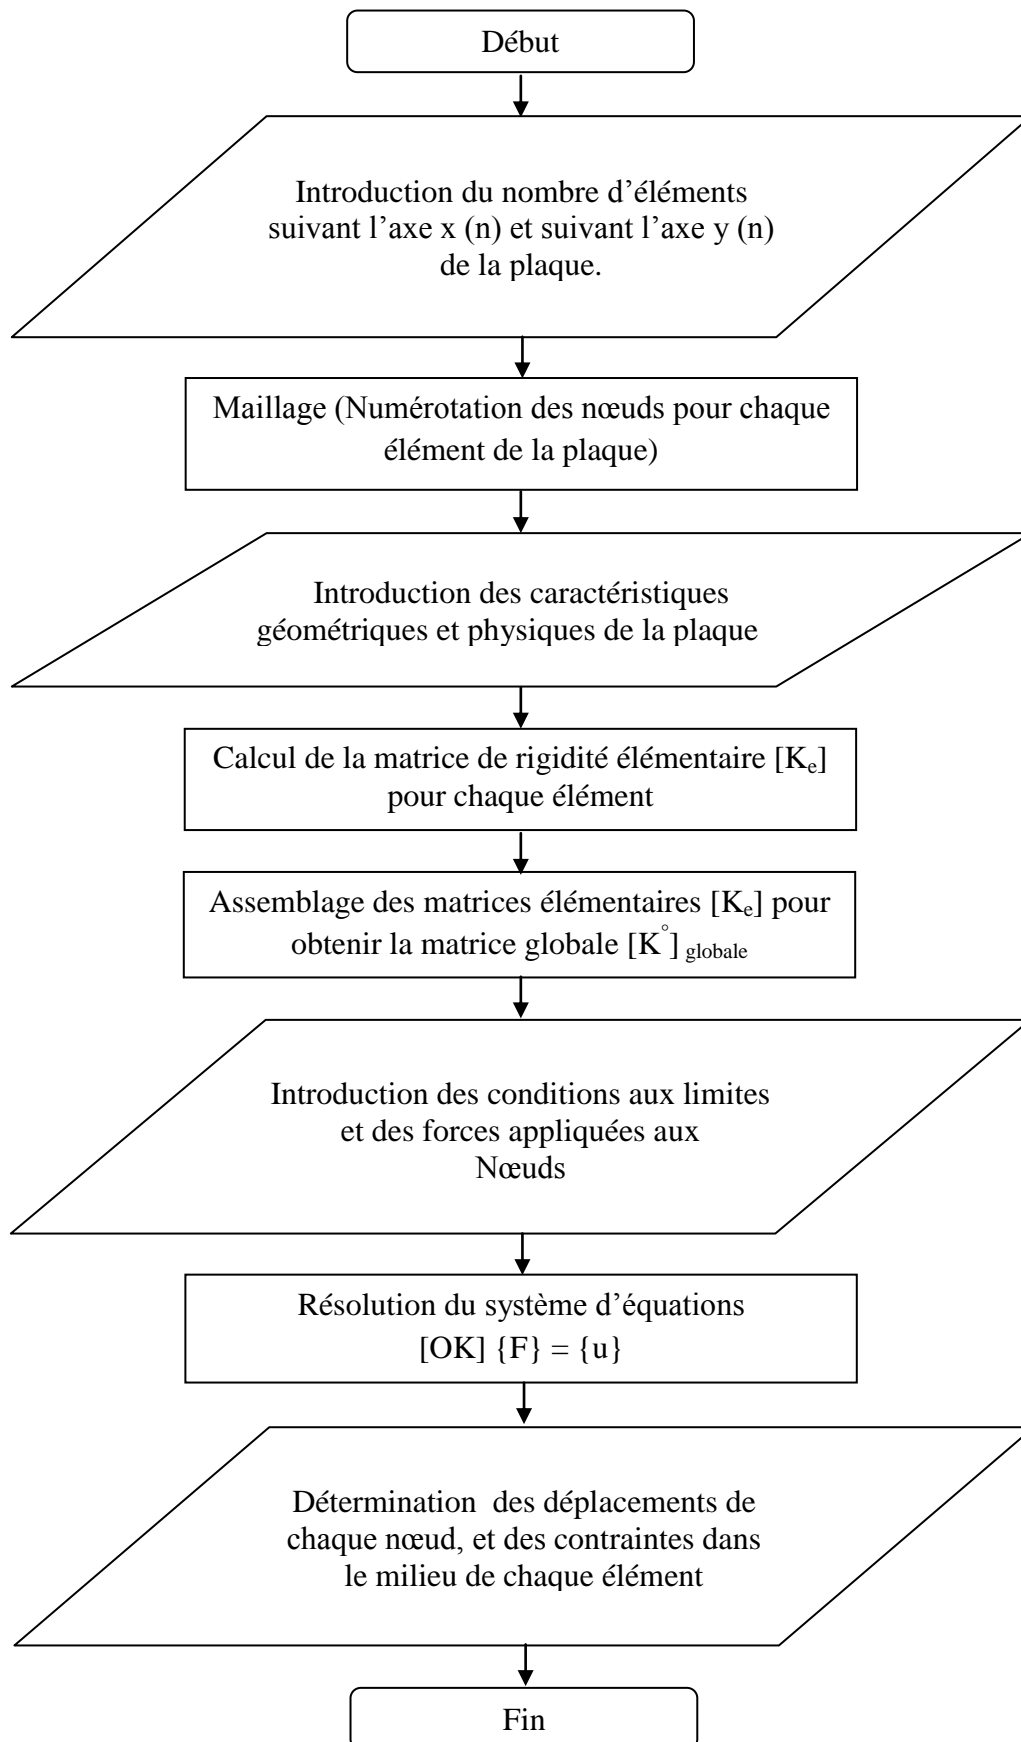 Début
Introduction du nombre d’éléments
suivant l’axe x (n) et suivant l’axe y (n)
de la plaque.
Maillage (Numérotation des nœuds pour chaque
élément de la plaque)
Introduction des caractéristiques
géométriques et physiques de la plaque
Calcul de la matrice de rigidité élémentaire [Ke]
pour chaque élément
Assemblage des matrices élémentaires [Ke] pour
obtenir la matrice globale [K°] globale
Introduction des conditions aux limites
et des forces appliquées aux
Nœuds
Résolution du système d’équations
[OK] {F} = {u}
Détermination des déplacements de
chaque nœud, et des contraintes dans
le milieu de chaque élément
Fin